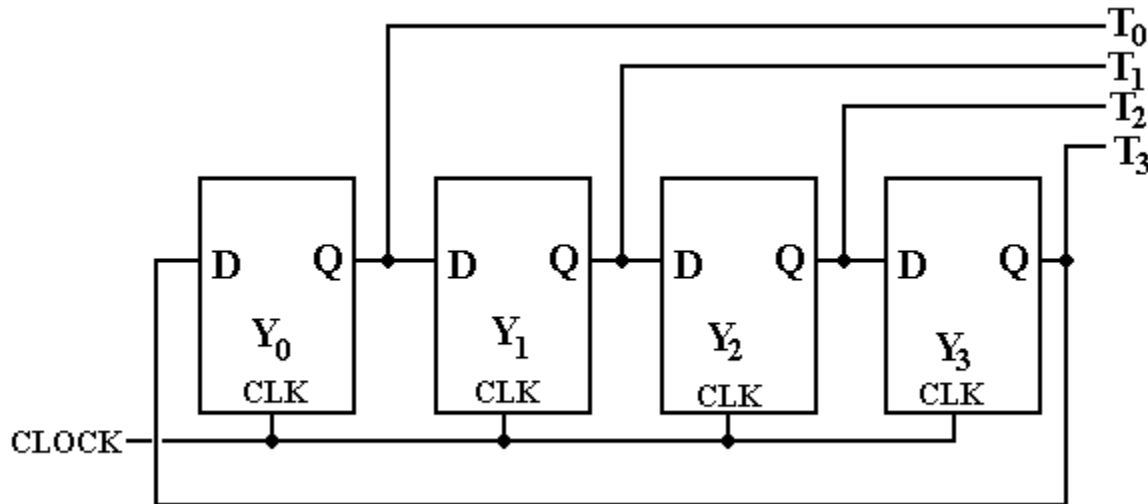 T0
T1
T2
T3
D Q D Q D Q D Q
Y0 Y1 Y2 Y3
CLK CLK CLK CLK
CLOCK